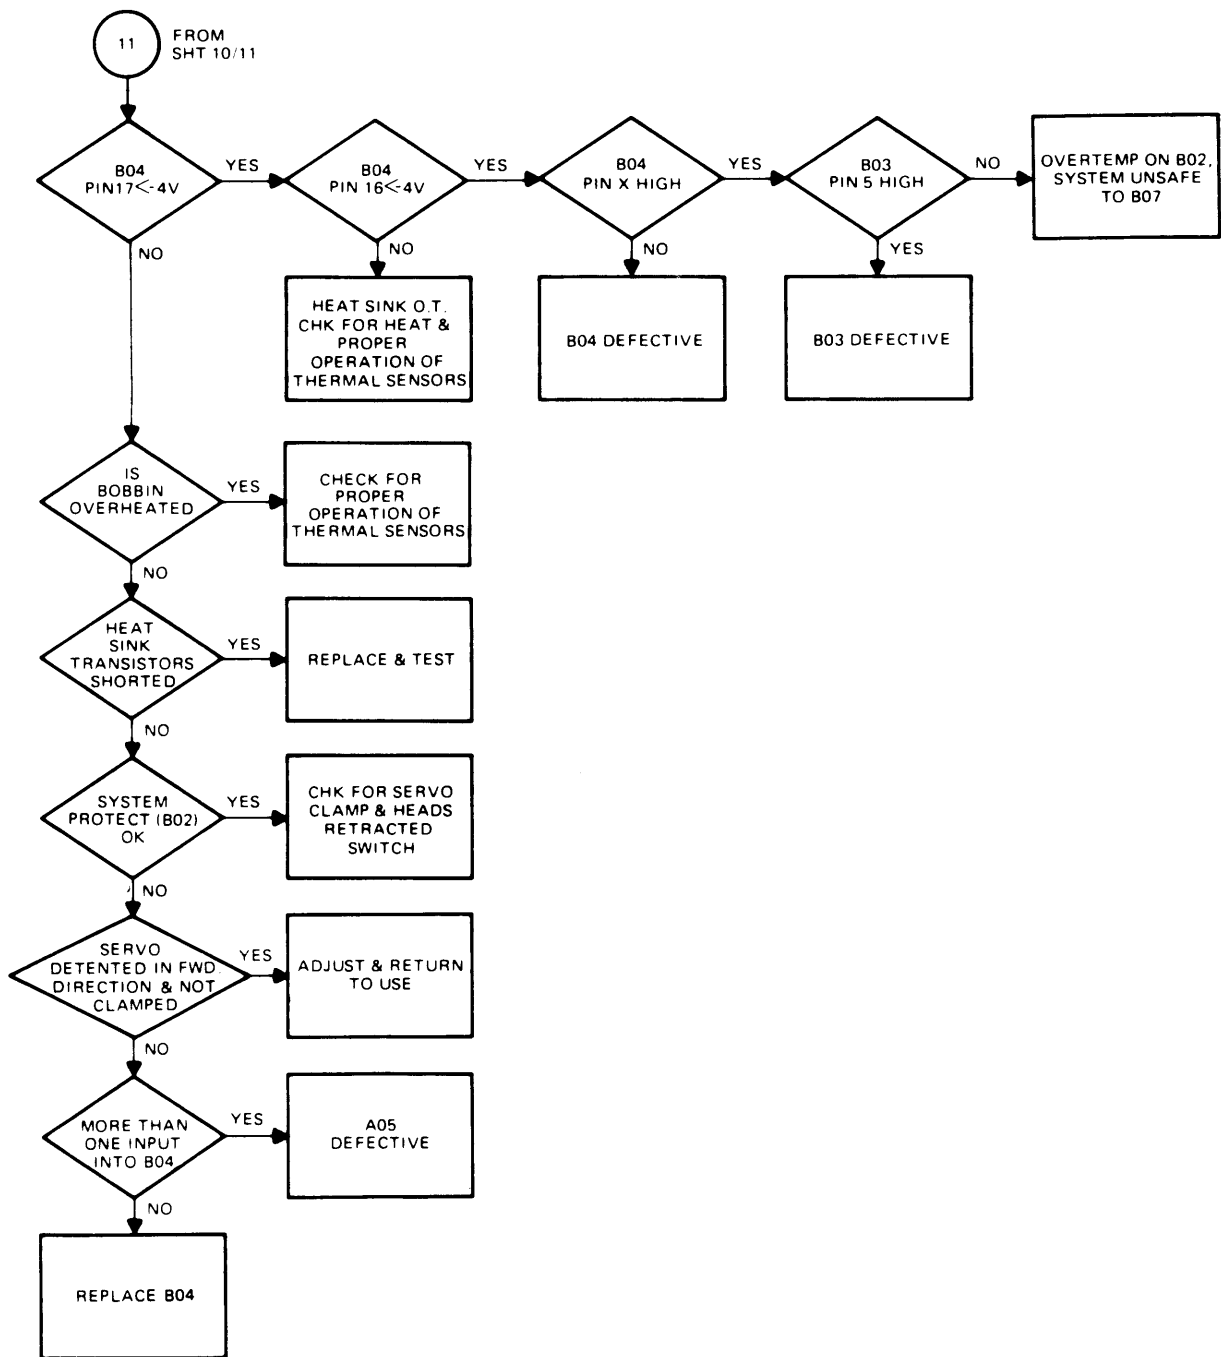 11
FROM
SHT 10/11
B04
PIN17<-4V
YES
NO
B04
PIN 16<-4V
YES
NO
B04
PIN X HIGH
YES
NO
B03
PIN 5 HIGH
NO
YES
OVERTEMP ON B02,
SYSTEM UNSAFE
TO B07
HEAT SINK O.T.
CHK FOR HEAT &
PROPER
OPERATION OF
THERMAL SENSORS
B04 DEFECTIVE
B03 DEFECTIVE
IS
BOBBIN
OVERHEATED
YES
NO
CHECK FOR
PROPER
OPERATION OF
THERMAL SENSORS
HEAT
SINK
TRANSISTORS
SHORTED
YES
NO
REPLACE & TEST
SYSTEM
PROTECT (B02)
OK
YES
NO
CHK FOR SERVO
CLAMP & HEADS
RETRACTED
SWITCH
SERVO
DETENTED IN FWD.
DIRECTION & NOT
CLAMPED
YES
NO
ADJUST & RETURN
TO USE
MORE THAN
ONE INPUT
INTO B04
YES
NO
A05
DEFECTIVE
REPLACE B04